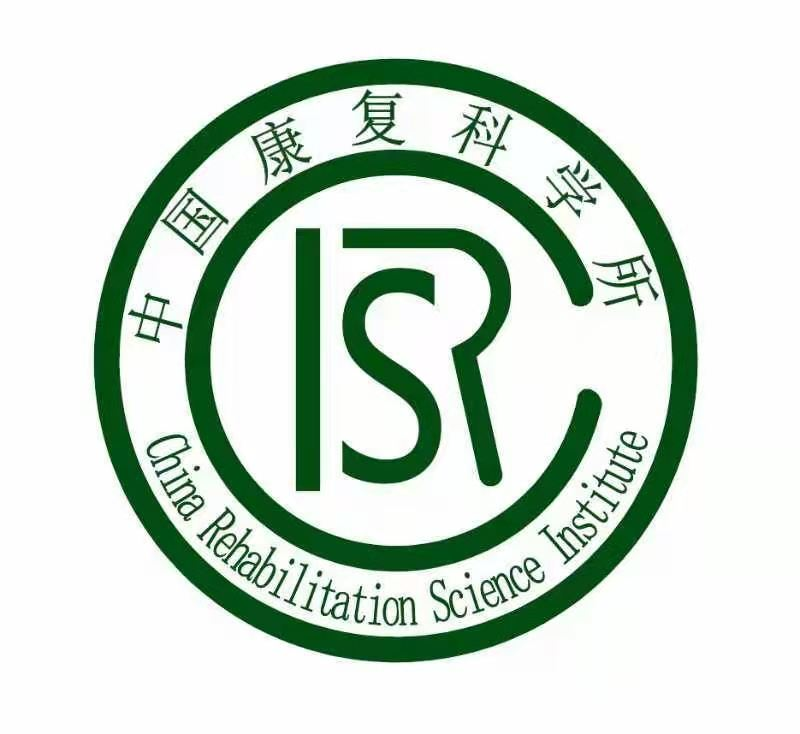 中国康复科学所
CRSI
China Rehabilitation Science Institute